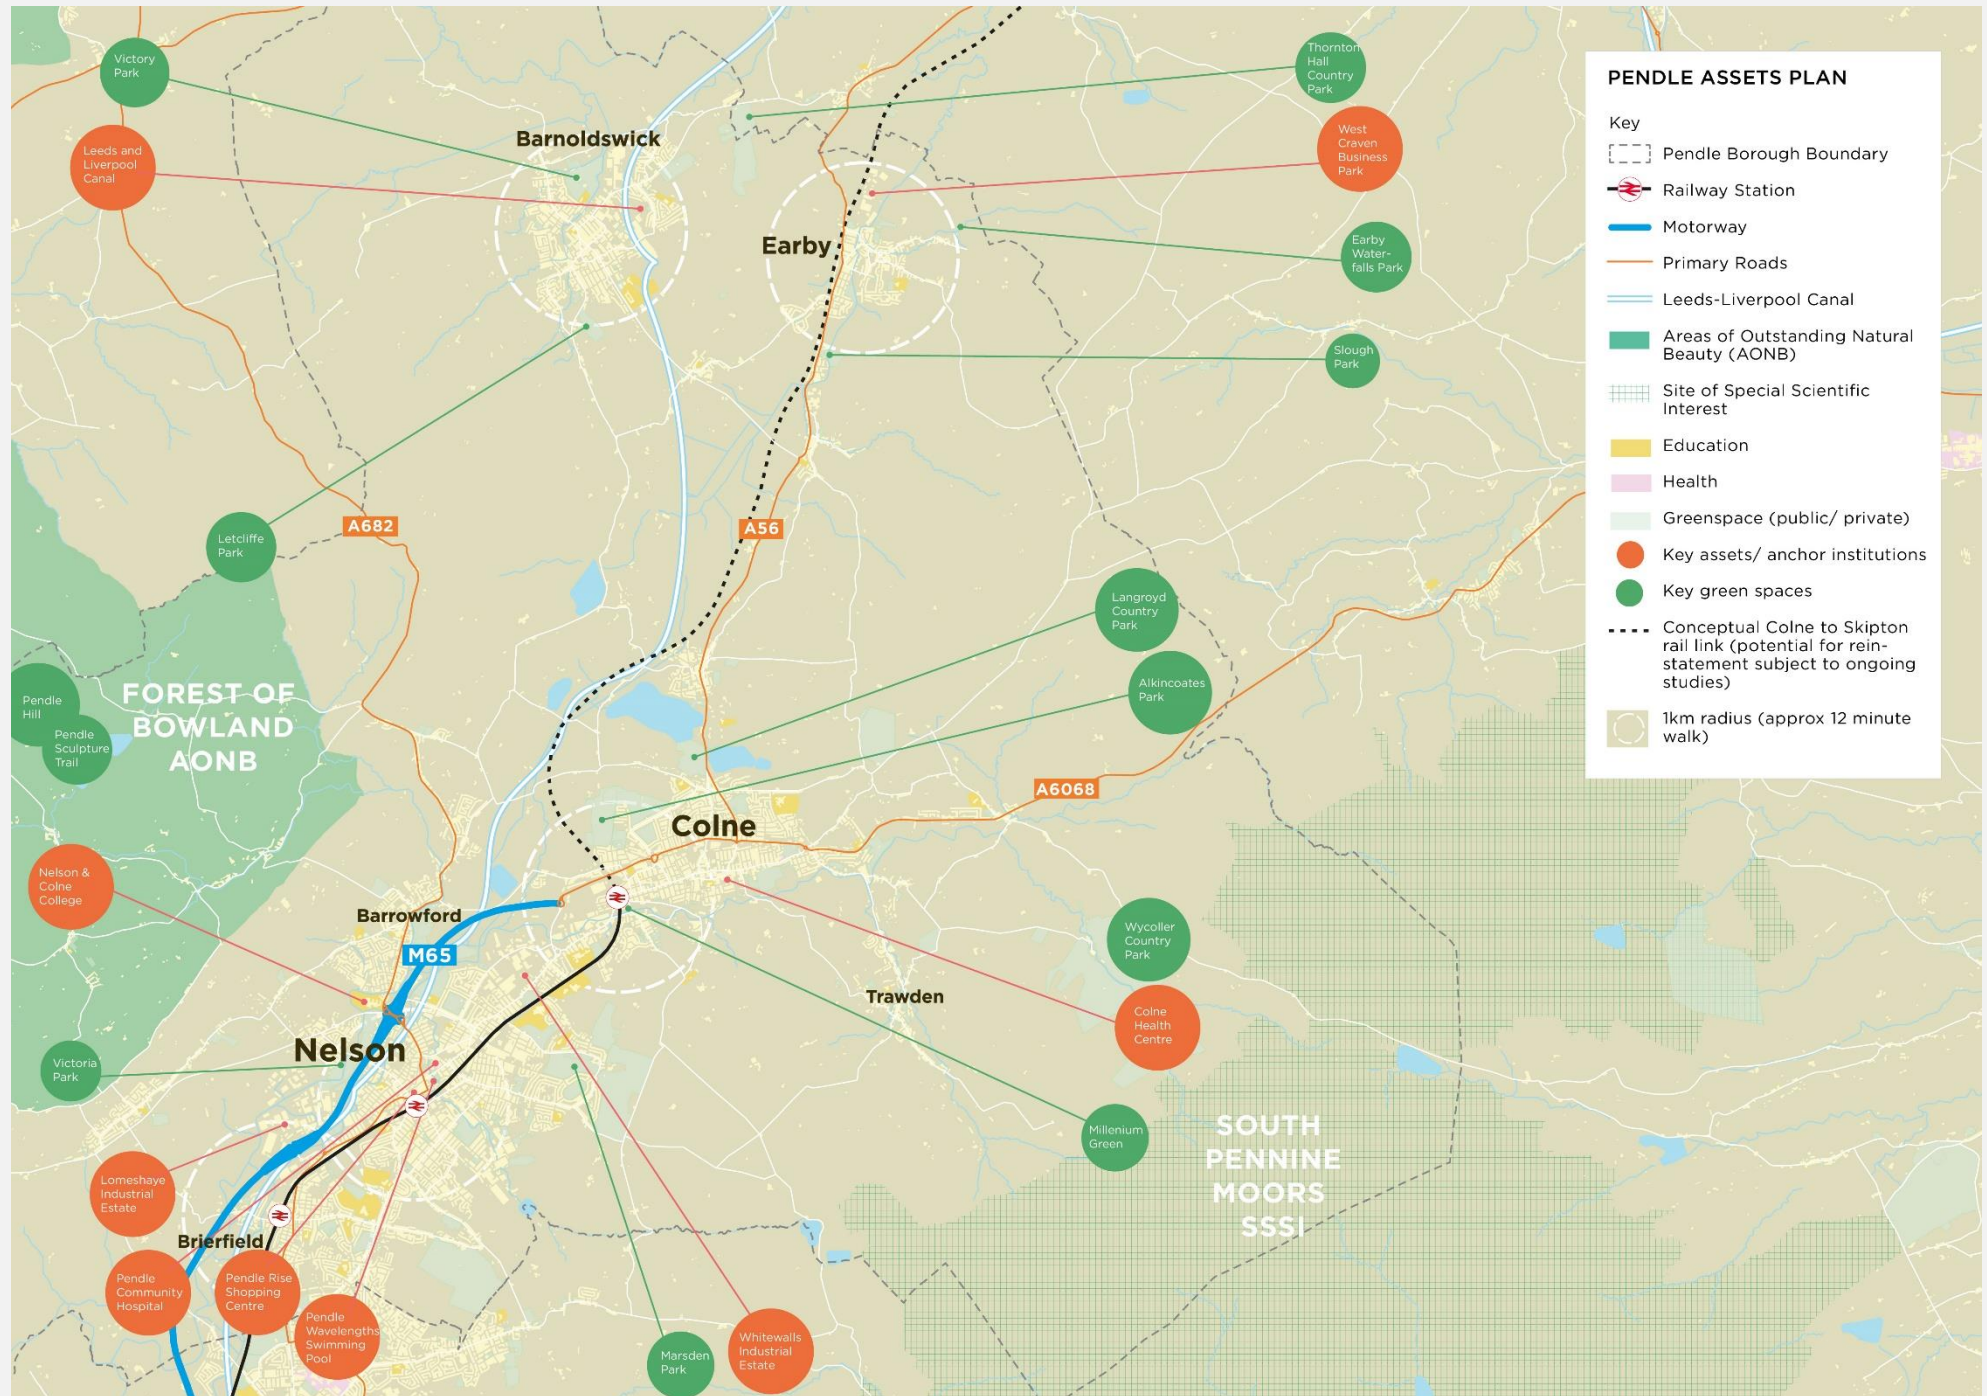 Victory
Park
Leeds and
Liverpool
Canal
Barnoldswick
Thornton
Hall
Country
Park
West
Craven
Business
Park
Earby
Earby
Water-
falls Park
Slough
Park
A682
A56
Letcliffe
Park
Langroyd
Country
Park
Alkincoates
Park
Pendle
Hill
Pendle
Sculpture
Trail
FOREST OF
BOWLAND
AONB
A6068
Colne
Nelson &
Colne
College
Barrowford
M65
Wycoller
Country
Park
Trawden
Colne
Health
Centre
Nelson
Victoria
Park
Millenium
Green
SOUTH
PENNINE
MOORS
SSSI
Lomeshaye
Industrial
Estate
Brierfield
Pendle
Community
Hospital
Pendle Rise
Shopping
Centre
Pendle
Wavelengths
Swimming
Pool
Marsden
Park
Whitewalls
Industrial
Estate
PENDLE ASSETS PLAN
Key
Pendle Borough Boundary
Railway Station
Motorway
Primary Roads
Leeds-Liverpool Canal
Areas of Outstanding Natural
Beauty (AONB)
Site of Special Scientific
Interest
Education
Health
Greenspace (public/ private)
Key assets/ anchor institutions
Key green spaces
Conceptual Colne to Skipton
rail link (potential for rein-
statement subject to ongoing
studies)
1km radius (approx 12 minute
walk)